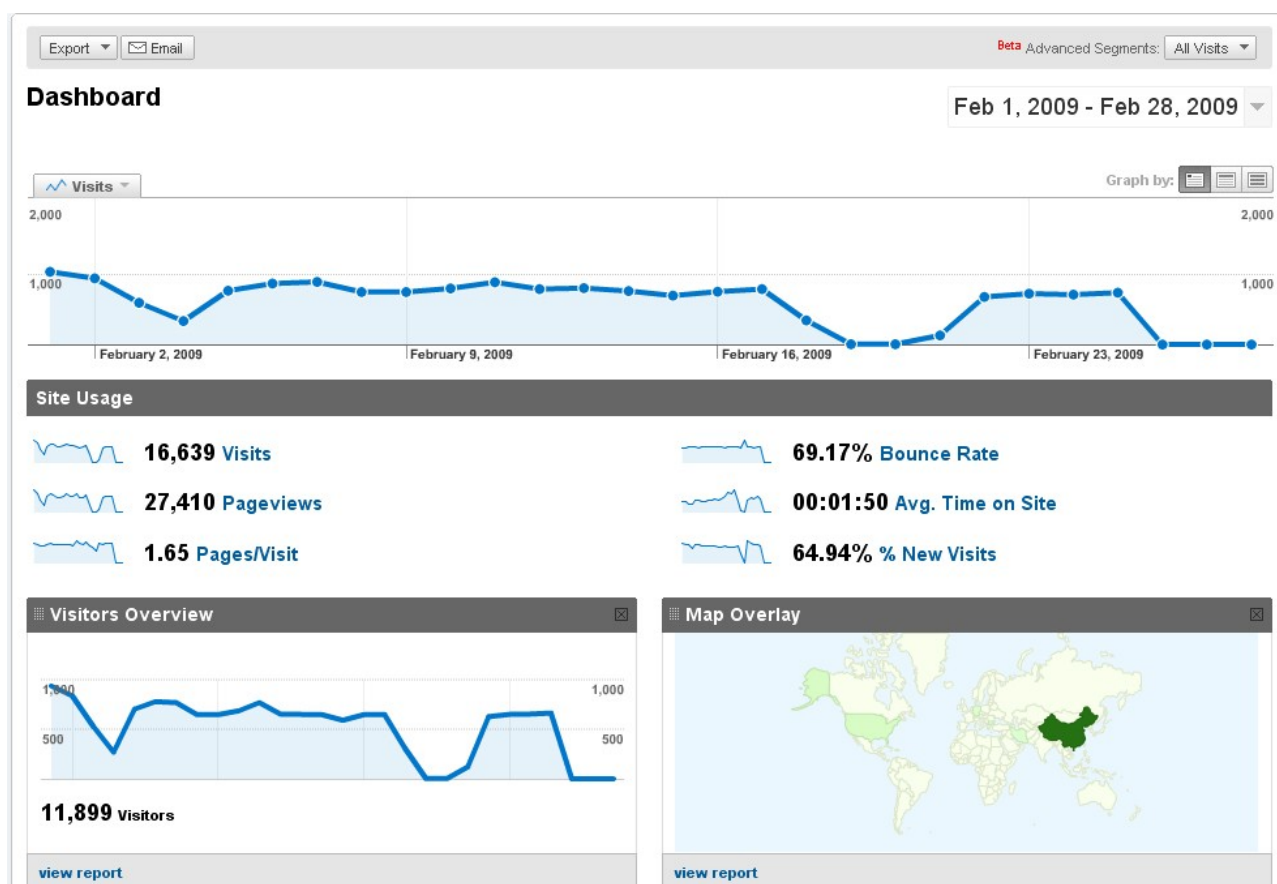 Export Email Beta Advanced Segments: All Visits
Dashboard
Feb 1, 2009 - Feb 28, 2009
Visits Graph by:
2,000 2,000
1,000 1,000
February 2, 2009 February 9, 2009 February 16, 2009 February 23, 2009
Site Usage
16,639 Visits 69.17% Bounce Rate
27,410 Pageviews 00:01:50 Avg. Time on Site
1.65 Pages/Visit 64.94% % New Visits
Visitors Overview Map Overlay
1,000 1,000
500 500
11,899 Visitors
view report view report